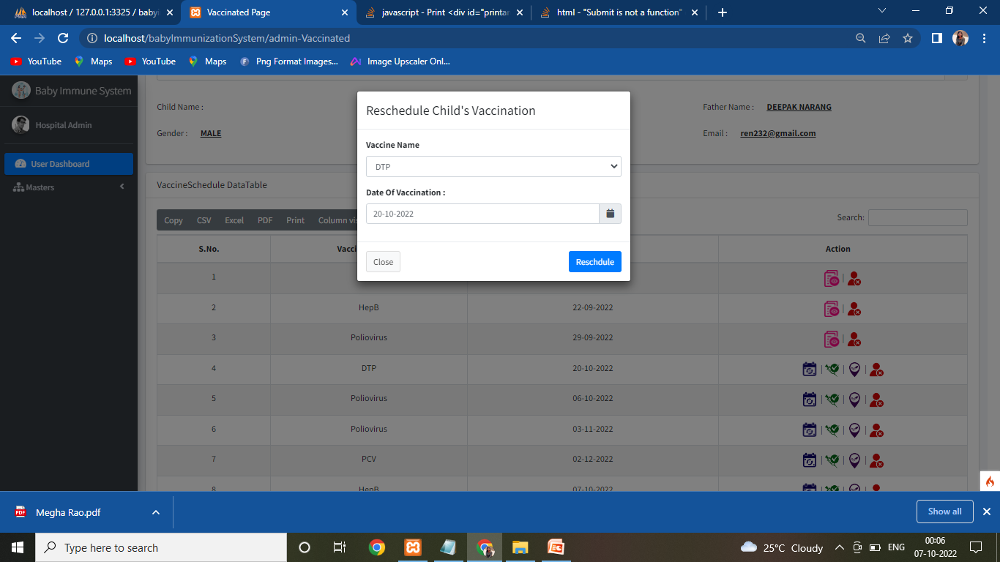 localhost / 127.0.0.1:3325 / babyi
Vaccinated Page
javascript - Print <div id="printar
html - "Submit is not a function"
localhost/babyImmunizationSystem/admin-Vaccinated
YouTube Maps YouTube Maps Png Format Images... Image Upscaler Onl...
Baby Immune System
Hospital Admin
User Dashboard
Masters
Child Name :
Father Name : DEEPAK NARANG
Gender : MALE
Email : ren232@gmail.com
Reschedule Child's Vaccination
Vaccine Name
DTP
Date Of Vaccination :
20-10-2022
Close Reschdule
VaccineSchedule DataTable
Copy CSV Excel PDF Print Column vis
Search:
S.No. Vacci Action
1
2 HepB 22-09-2022
3 Poliovirus 29-09-2022
4 DTP 20-10-2022
5 Poliovirus 06-10-2022
6 Poliovirus 03-11-2022
7 PCV 02-12-2022
8 HepB 07-10-2022
PDF Megha Rao.pdf
Show all
Type here to search
25°C Cloudy
ENG
00:06
07-10-2022